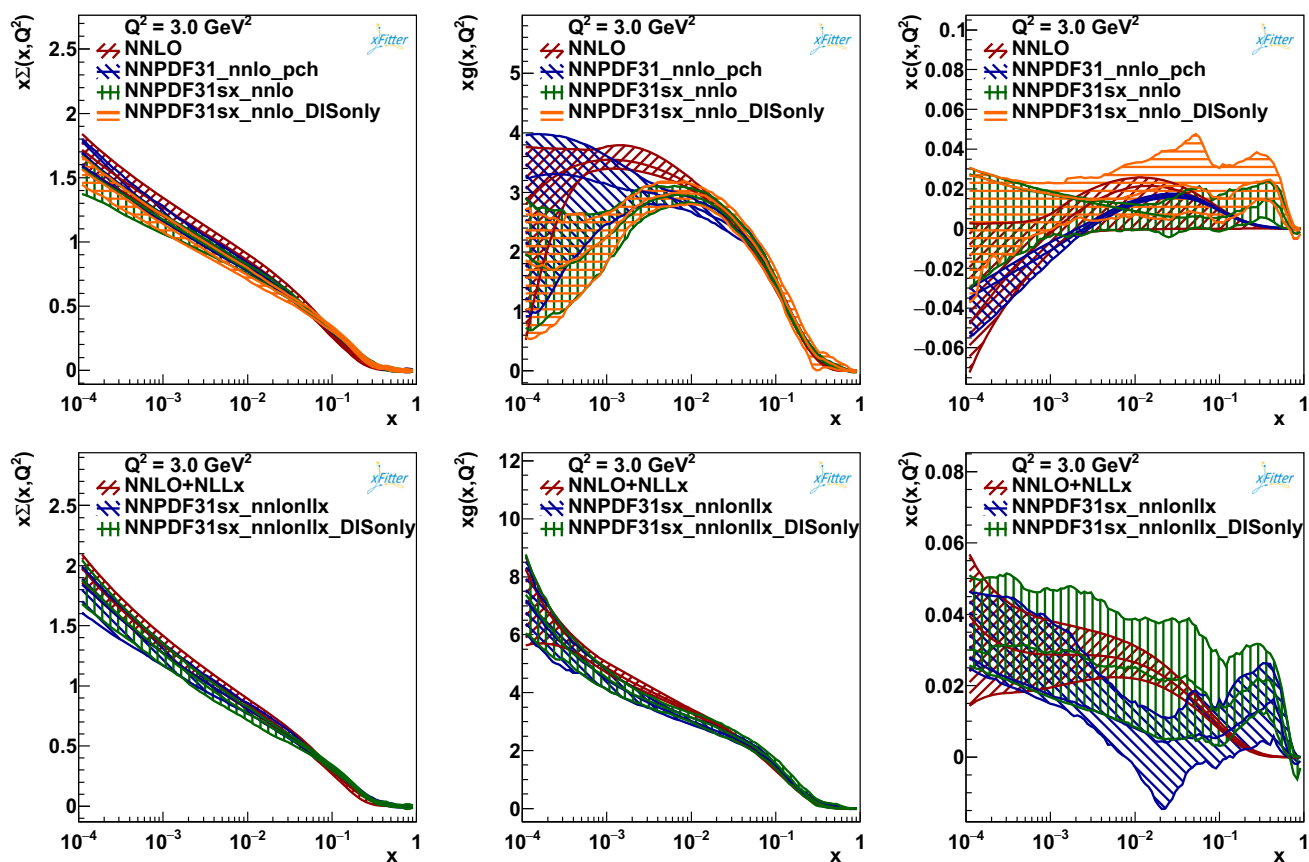 Q² = 3.0 GeV²
xFitter
NNLO
NNPDF31_nnlo_pch
NNPDF31sx_nnlo
NNPDF31sx_nnlo_DISonly
xΣ(x,Q²)
2.5
2
1.5
1
0.5
0
10⁻⁴ 10⁻³ 10⁻² 10⁻¹ 1
x
Q² = 3.0 GeV²
xFitter
NNLO
NNPDF31_nnlo_pch
NNPDF31sx_nnlo
NNPDF31sx_nnlo_DISonly
xg(x,Q²)
5
4
3
2
1
0
10⁻⁴ 10⁻³ 10⁻² 10⁻¹ 1
x
Q² = 3.0 GeV²
xFitter
NNLO
NNPDF31_nnlo_pch
NNPDF31sx_nnlo
NNPDF31sx_nnlo_DISonly
xc(x,Q²)
0.1
0.08
0.06
0.04
0.02
0
−0.02
−0.04
−0.06
10⁻⁴ 10⁻³ 10⁻² 10⁻¹ 1
x
Q² = 3.0 GeV²
xFitter
NNLO+NLLx
NNPDF31sx_nnlonllx
NNPDF31sx_nnlonllx_DISonly
xΣ(x,Q²)
2.5
2
1.5
1
0.5
0
10⁻⁴ 10⁻³ 10⁻² 10⁻¹ 1
x
Q² = 3.0 GeV²
xFitter
NNLO+NLLx
NNPDF31sx_nnlonllx
NNPDF31sx_nnlonllx_DISonly
xg(x,Q²)
12
10
8
6
4
2
0
10⁻⁴ 10⁻³ 10⁻² 10⁻¹ 1
x
Q² = 3.0 GeV²
xFitter
NNLO+NLLx
NNPDF31sx_nnlonllx
NNPDF31sx_nnlonllx_DISonly
xc(x,Q²)
0.08
0.06
0.04
0.02
0
10⁻⁴ 10⁻³ 10⁻² 10⁻¹ 1
x